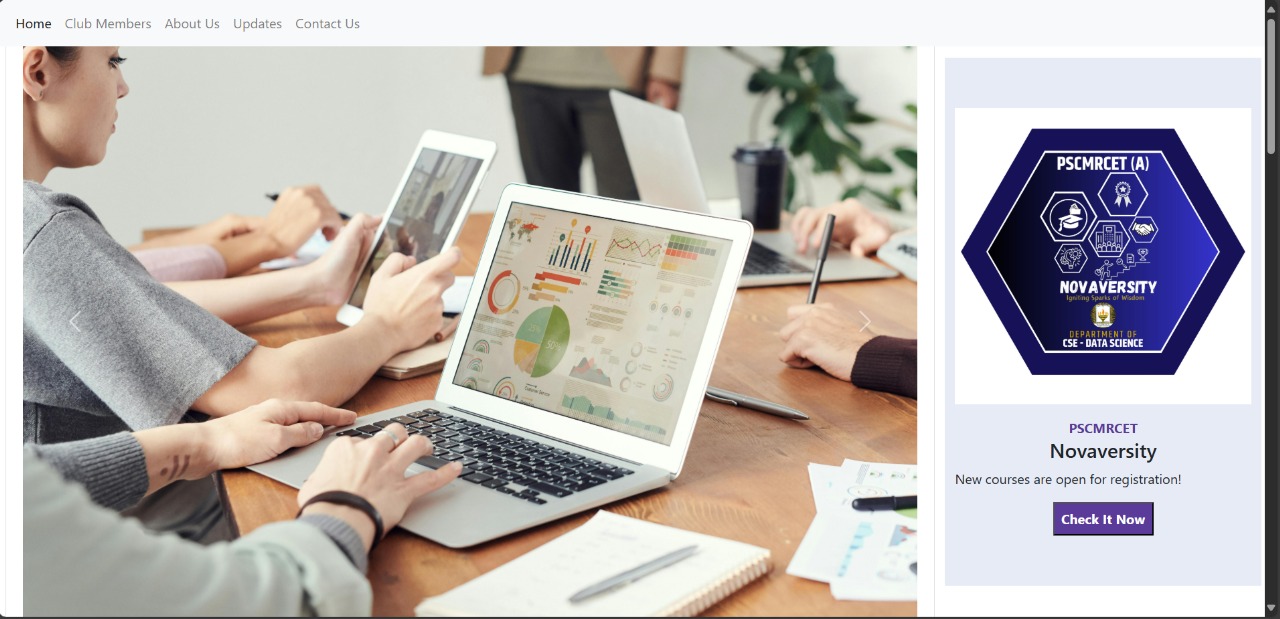 Home Club Members About Us Updates Contact Us
PSCMRCET (A)
NOVAVERSITY
Igniting Sparks of Wisdom
DEPARTMENT OF
CSE - DATA SCIENCE
PSCMRCET
Novaversity
New courses are open for registration!
Check It Now